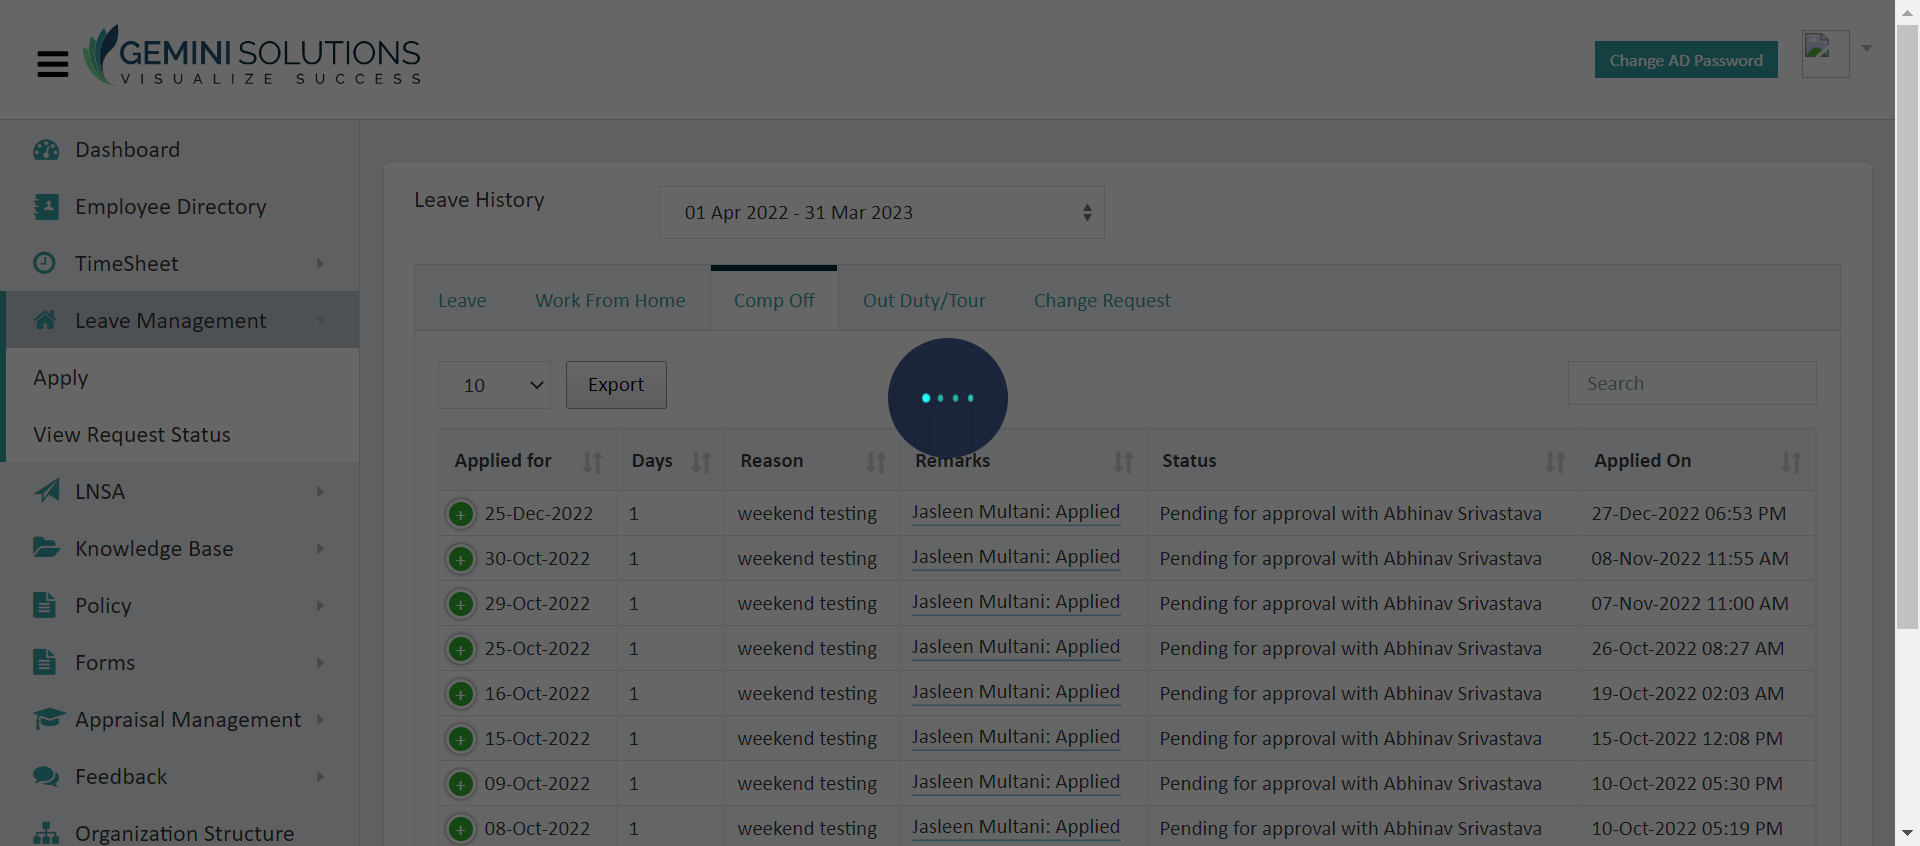 GEMINI SOLUTIONS
VISUALIZE SUCCESS
Change AD Password
Dashboard
Employee Directory
TimeSheet
Leave Management
Apply
View Request Status
LNSA
Knowledge Base
Policy
Forms
Appraisal Management
Feedback
Organization Structure
Leave History
01 Apr 2022 - 31 Mar 2023
Leave Work From Home Comp Off Out Duty/Tour Change Request
10 Export Search
Applied for Days Reason Remarks Status Applied On
25-Dec-2022 1 weekend testing Jasleen Multani: Applied Pending for approval with Abhinav Srivastava 27-Dec-2022 06:53 PM
30-Oct-2022 1 weekend testing Jasleen Multani: Applied Pending for approval with Abhinav Srivastava 08-Nov-2022 11:55 AM
29-Oct-2022 1 weekend testing Jasleen Multani: Applied Pending for approval with Abhinav Srivastava 07-Nov-2022 11:00 AM
25-Oct-2022 1 weekend testing Jasleen Multani: Applied Pending for approval with Abhinav Srivastava 26-Oct-2022 08:27 AM
16-Oct-2022 1 weekend testing Jasleen Multani: Applied Pending for approval with Abhinav Srivastava 19-Oct-2022 02:03 AM
15-Oct-2022 1 weekend testing Jasleen Multani: Applied Pending for approval with Abhinav Srivastava 15-Oct-2022 12:08 PM
09-Oct-2022 1 weekend testing Jasleen Multani: Applied Pending for approval with Abhinav Srivastava 10-Oct-2022 05:30 PM
08-Oct-2022 1 weekend testing Jasleen Multani: Applied Pending for approval with Abhinav Srivastava 10-Oct-2022 05:19 PM